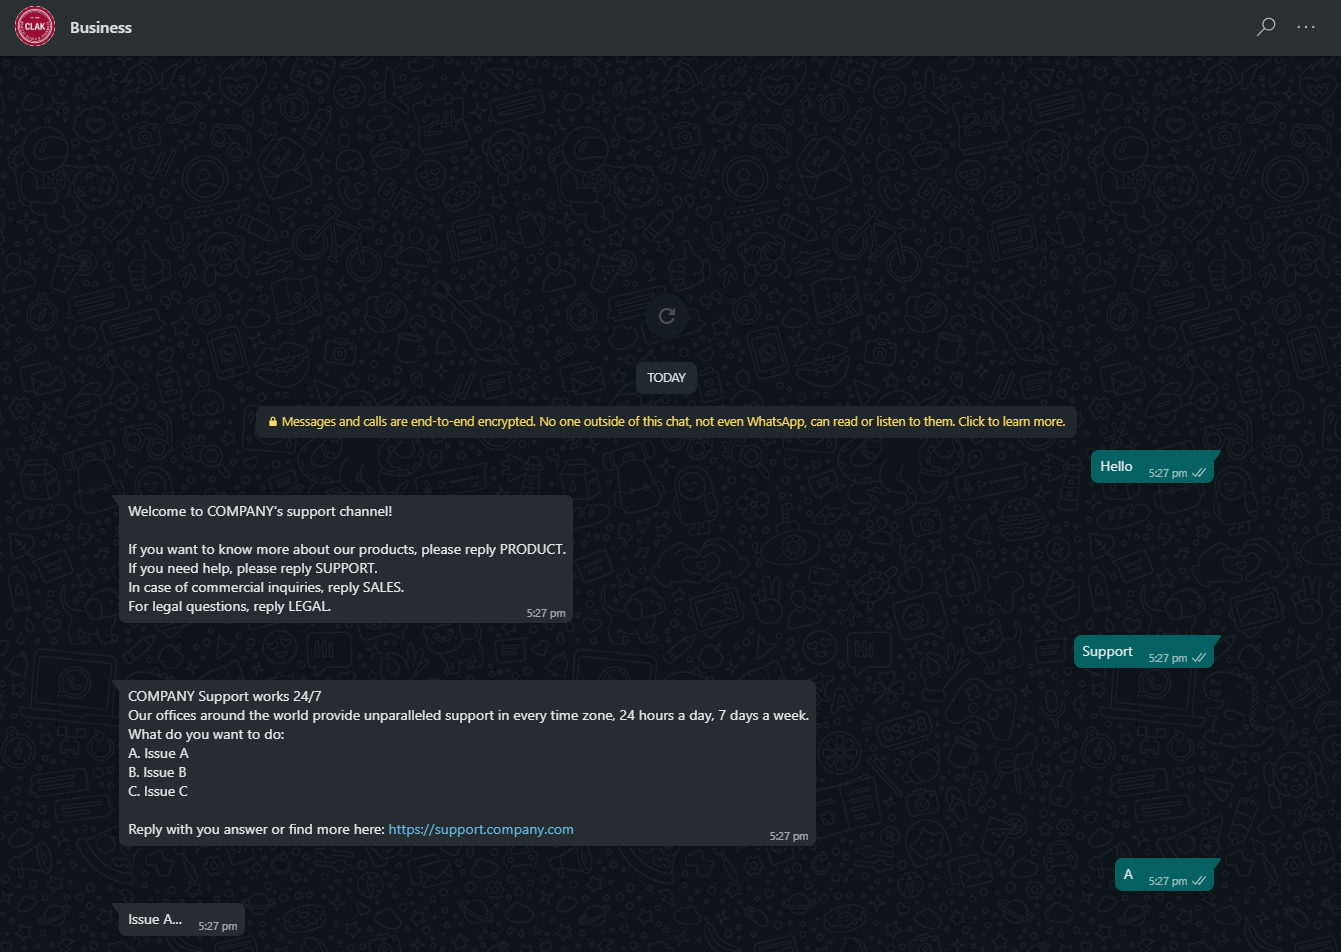 CLAK
Business
TODAY
Messages and calls are end-to-end encrypted. No one outside of this chat, not even WhatsApp, can read or listen to them. Click to learn more.
Hello
5:27 pm
Welcome to COMPANY's support channel!
If you want to know more about our products, please reply PRODUCT.
If you need help, please reply SUPPORT.
In case of commercial inquiries, reply SALES.
For legal questions, reply LEGAL.
5:27 pm
Support
5:27 pm
COMPANY Support works 24/7
Our offices around the world provide unparalleled support in every time zone, 24 hours a day, 7 days a week.
What do you want to do:
A. Issue A
B. Issue B
C. Issue C
Reply with you answer or find more here: https://support.company.com
5:27 pm
A
5:27 pm
Issue A...
5:27 pm